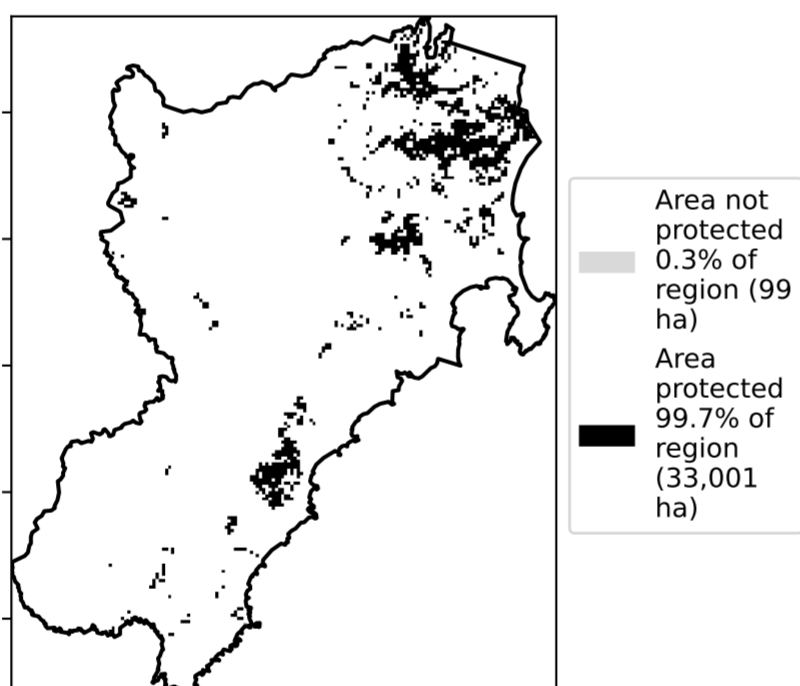 Area not
protected
0.3% of
region (99
ha)
Area
protected
99.7% of
region
(33,001
ha)